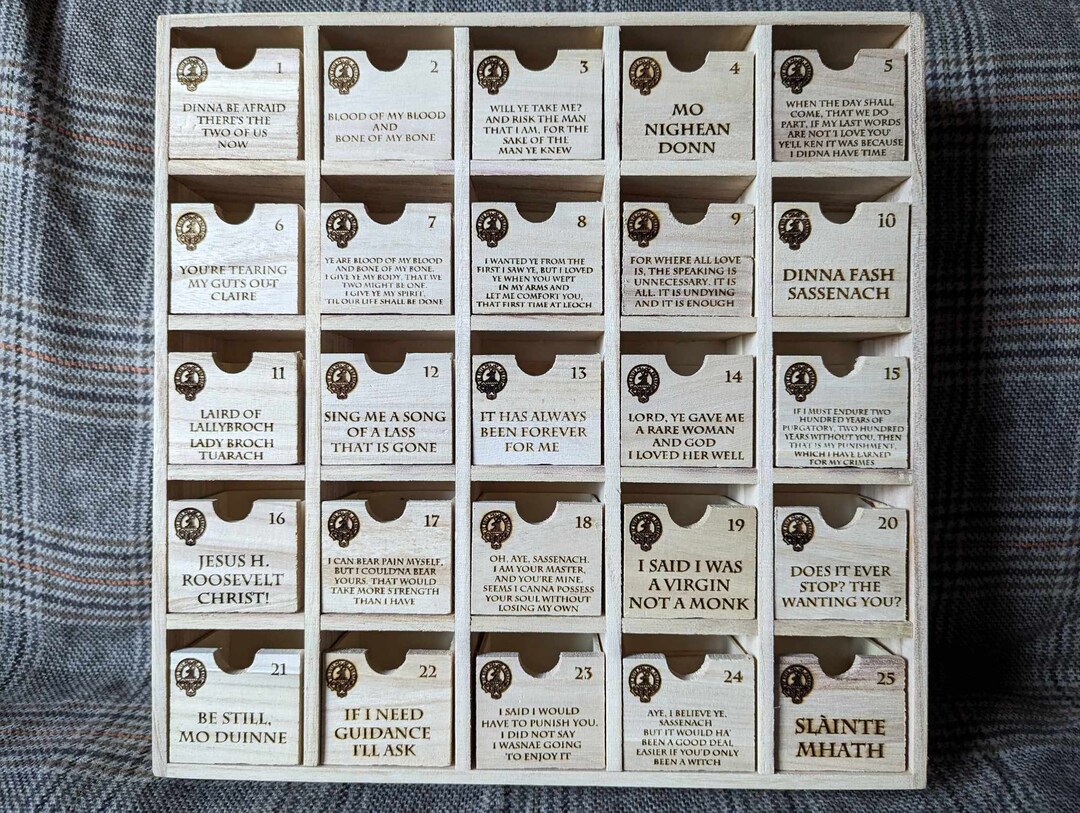 1
DINNA BE AFRAID
THERE'S THE
TWO OF US
NOW
2
BLOOD OF MY BLOOD
AND
BONE OF MY BONE
3
WILL YE TAKE ME?
AND RISK THE MAN
THAT I AM, FOR THE
SAKE OF THE
MAN YE KNEW
4
MO
NIGHEAN
DONN
5
WHEN THE DAY SHALL
COME, THAT WE DO
PART, IF MY LAST WORDS
ARE NOT 'I LOVE YOU'
YE'LL KEN IT WAS BECAUSE
I DIDNA HAVE TIME
6
YOU'RE TEARING
MY GUTS OUT
CLAIRE
7
YE ARE BLOOD OF MY BLOOD
AND BONE OF MY BONE.
I GIVE YE MY BODY, THAT WE
TWO MIGHT BE ONE.
I GIVE YE MY SPIRIT,
'TIL OUR LIFE SHALL BE DONE
8
I WANTED YE FROM THE
FIRST I SAW YE, BUT I LOVED
YE WHEN YOU WEPT
IN MY ARMS AND
LET ME COMFORT YOU,
THAT FIRST TIME AT LEOCH
9
FOR WHERE ALL LOVE
IS, THE SPEAKING IS
UNNECESSARY. IT IS
ALL. IT IS UNDYING
AND IT IS ENOUGH
10
DINNA FASH
SASSENACH
11
LAIRD OF
LALLYBROCH
LADY BROCH
TUARACH
12
SING ME A SONG
OF A LASS
THAT IS GONE
13
IT HAS ALWAYS
BEEN FOREVER
FOR ME
14
LORD, YE GAVE ME
A RARE WOMAN
AND GOD
I LOVED HER WELL
15
IF I MUST ENDURE TWO
HUNDRED YEARS OF
PURGATORY, TWO HUNDRED
YEARS WITHOUT YOU, THEN
THAT IS MY PUNISHMENT,
WHICH I HAVE EARNED
FOR MY CRIMES
16
JESUS H.
ROOSEVELT
CHRIST!
17
I CAN BEAR PAIN MYSELF,
BUT I COULD'NA BEAR
YOURS. THAT WOULD
TAKE MORE STRENGTH
THAN I HAVE
18
OH, AYE, SASSENACH.
I AM YOUR MASTER,
AND YOU'RE MINE.
SEEMS I CANNA POSSESS
YOUR SOUL WITHOUT
LOSING MY OWN
19
I SAID I WAS
A VIRGIN
NOT A MONK
20
DOES IT EVER
STOP? THE
WANTING YOU?
21
BE STILL,
MO DUINNE
22
IF I NEED
GUIDANCE
I'LL ASK
23
I SAID I WOULD
HAVE TO PUNISH YOU.
I DID NOT SAY
I WASNAE GOING
TO ENJOY IT
24
AYE, I BELIEVE YE,
SASSENACH
BUT IT WOULD HA'
BEEN A GOOD DEAL
EASIER IF YOU'D ONLY
BEEN A WITCH
25
SLÀINTE
MHATH